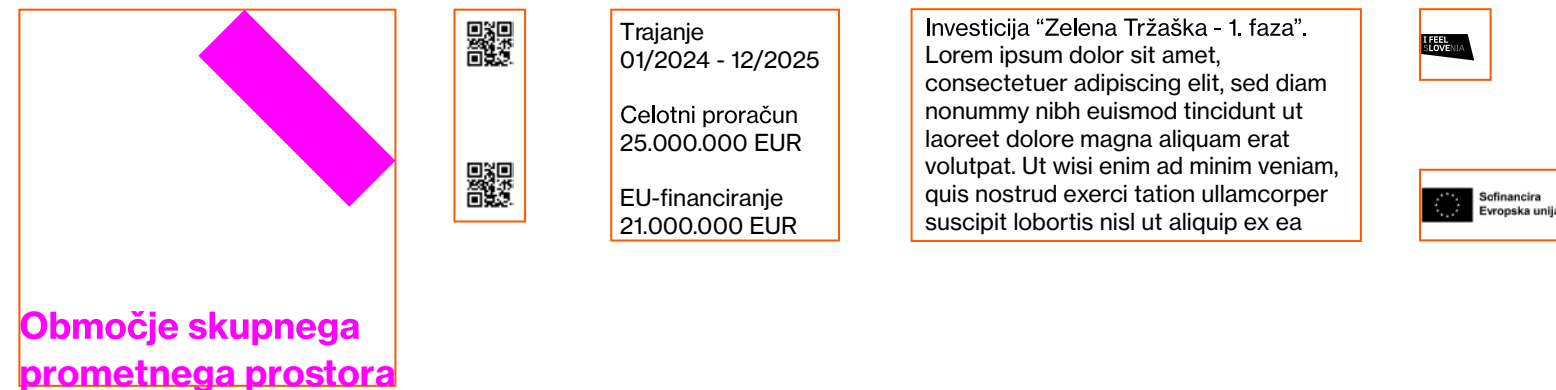 Območje skupnega
prometnega prostora
Trajanje
01/2024 - 12/2025
Celotni proračun
25.000.000 EUR
EU-financiranje
21.000.000 EUR
Investicija “Zelena Tržaška - 1. faza”.
Lorem ipsum dolor sit amet,
consectetuer adipiscing elit, sed diam
nonummy nibh euismod tincidunt ut
laoreet dolore magna aliquam erat
volutpat. Ut wisi enim ad minim veniam,
quis nostrud exerci tation ullamcorper
suscipit lobortis nisl ut aliquip ex ea
I FEEL
SLOVENIA
Sofinancira
Evropska unija